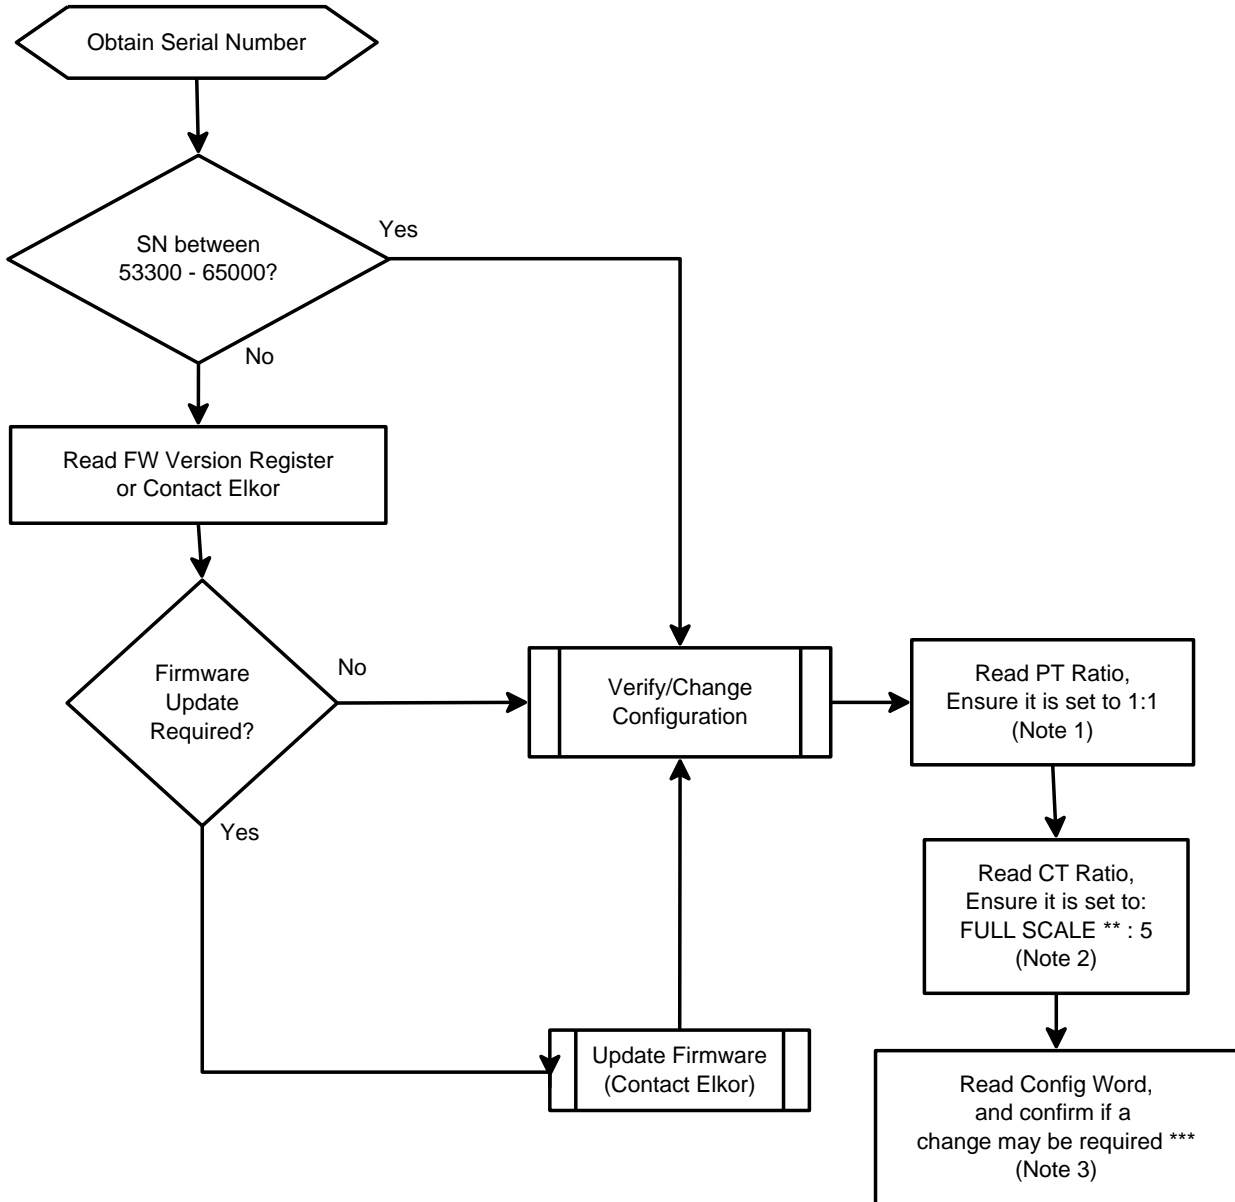 Obtain Serial Number
SN between
53300 - 65000?
Yes
No
Read FW Version Register
or Contact Elkor
Firmware
Update
Required?
No
Yes
Verify/Change
Configuration
Update Firmware
(Contact Elkor)
Read PT Ratio,
Ensure it is set to 1:1
(Note 1)
Read CT Ratio,
Ensure it is set to:
FULL SCALE ** : 5
(Note 2)
Read Config Word,
and confirm if a
change may be required ***
(Note 3)